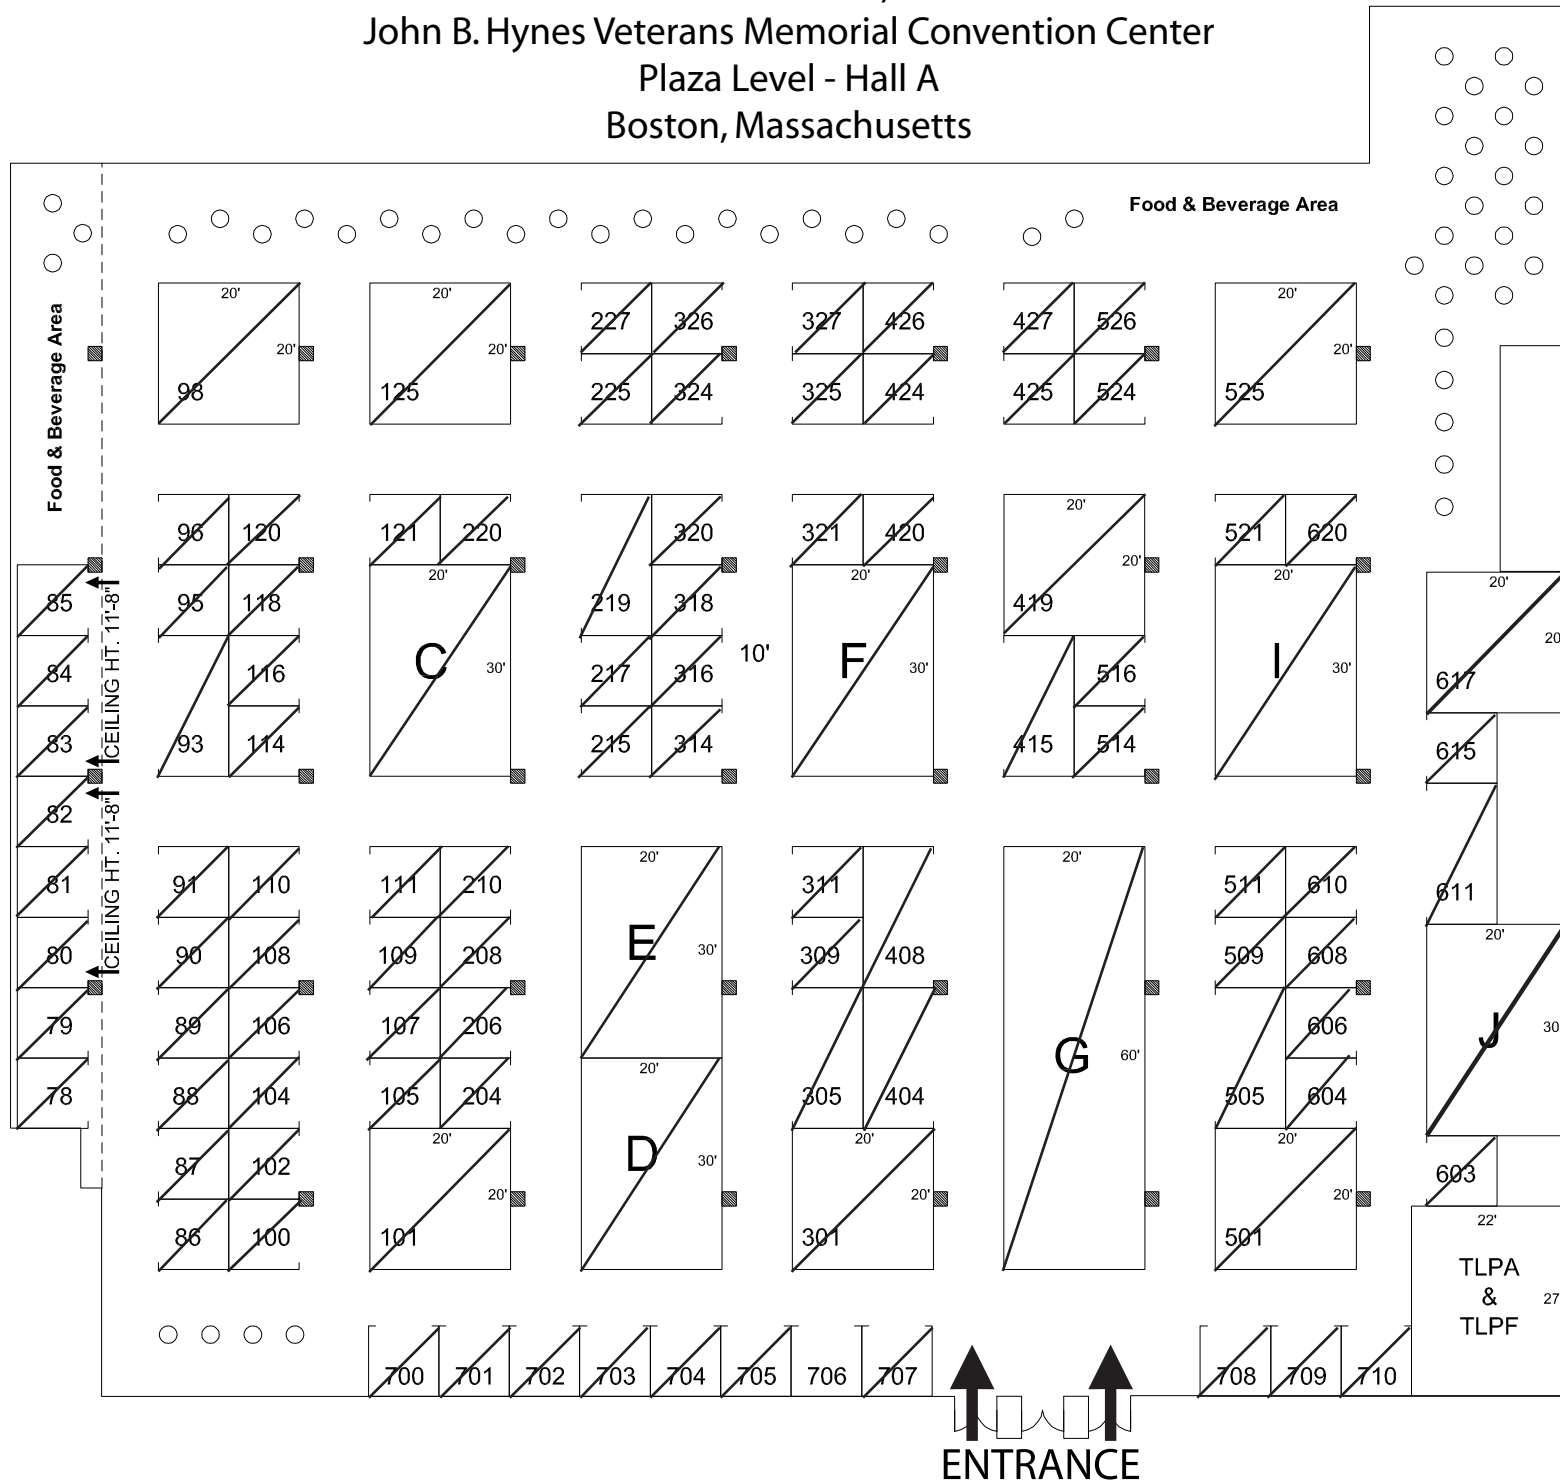 John B. Hynes Veterans Memorial Convention Center
Plaza Level - Hall A
Boston, Massachusetts
Food & Beverage Area
Food & Beverage Area
20' 20' 20'
227 326 327 426 427 526
20' 20' 20'
98 125 225 324 325 424 425 524 525
20'
96 120 121 220 320 321 420 521 620
20' 20' 20' 20' 20'
85 95 118 219 318 419
CEILING HT. 11'-8"
10'
C 30' F 30' I 30' 20
84 116 217 316 516 617
83 93 114 215 314 415 514 615
CEILING HT. 11'-8"
82
20' 20'
81 91 110 111 210 311 511 610 611
20'
E 30'
80 90 108 109 208 309 408 509 608
79 89 106 107 206 606
J 30
G 60'
20'
78 88 104 105 204 305 404 505 604
20' 20' 20'
D 30'
87 102 603
20' 20' 20'
22'
86 100 101 301 501
TLPA
&
TLPF
27
700 701 702 703 704 705 706 707 708 709 710
ENTRANCE